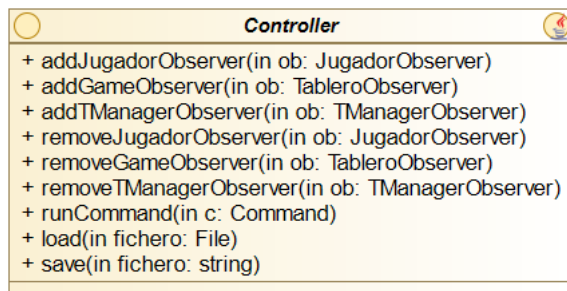 Controller
+ addJugadorObserver(in ob: JugadorObserver)
+ addGameObserver(in ob: TableroObserver)
+ addTManagerObserver(in ob: TManagerObserver)
+ removeJugadorObserver(in ob: JugadorObserver)
+ removeGameObserver(in ob: TableroObserver)
+ removeTManagerObserver(in ob: TManagerObserver)
+ runCommand(in c: Command)
+ load(in fichero: File)
+ save(in fichero: string)